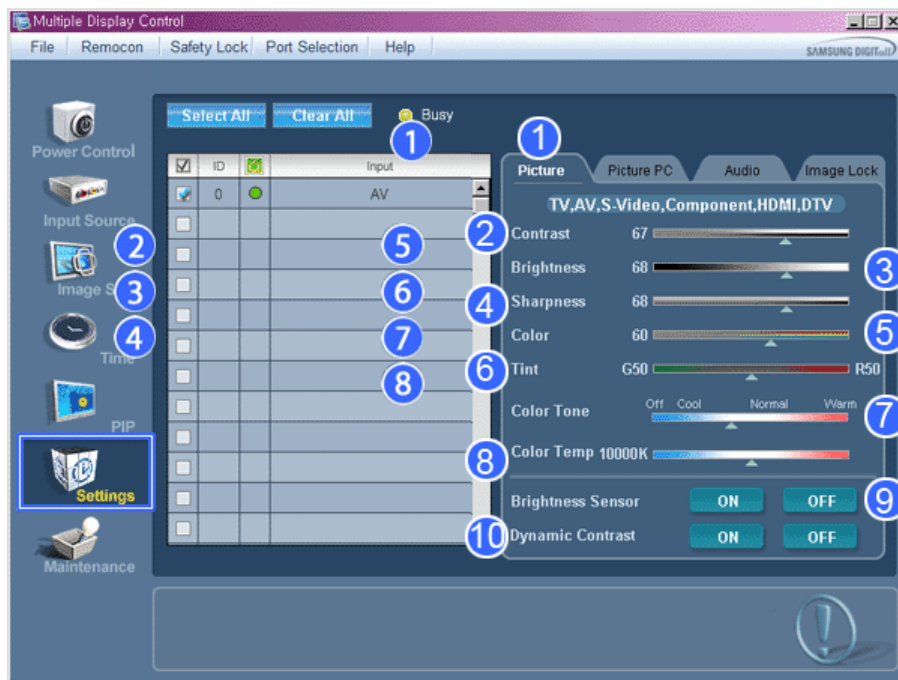 Multiple Display Control
File Remocon Safety Lock Port Selection Help
SAMSUNG DIGITall
Select All Clear All Busy
1
Power Control
Input Source
2
Image S
3
4
Time
PIP
Settings
Maintenance
ID Input
0 AV
5
6
7
8
1
Picture Picture PC Audio Image Lock
TV,AV,S-Video,Component,HDMI,DTV
2 Contrast 67
Brightness 68 3
4 Sharpness 68
Color 60 5
6 Tint G50 R50
Off Cool Normal Warm
Color Tone 7
8 Color Temp 10000K
Brightness Sensor ON OFF 9
10 Dynamic Contrast ON OFF